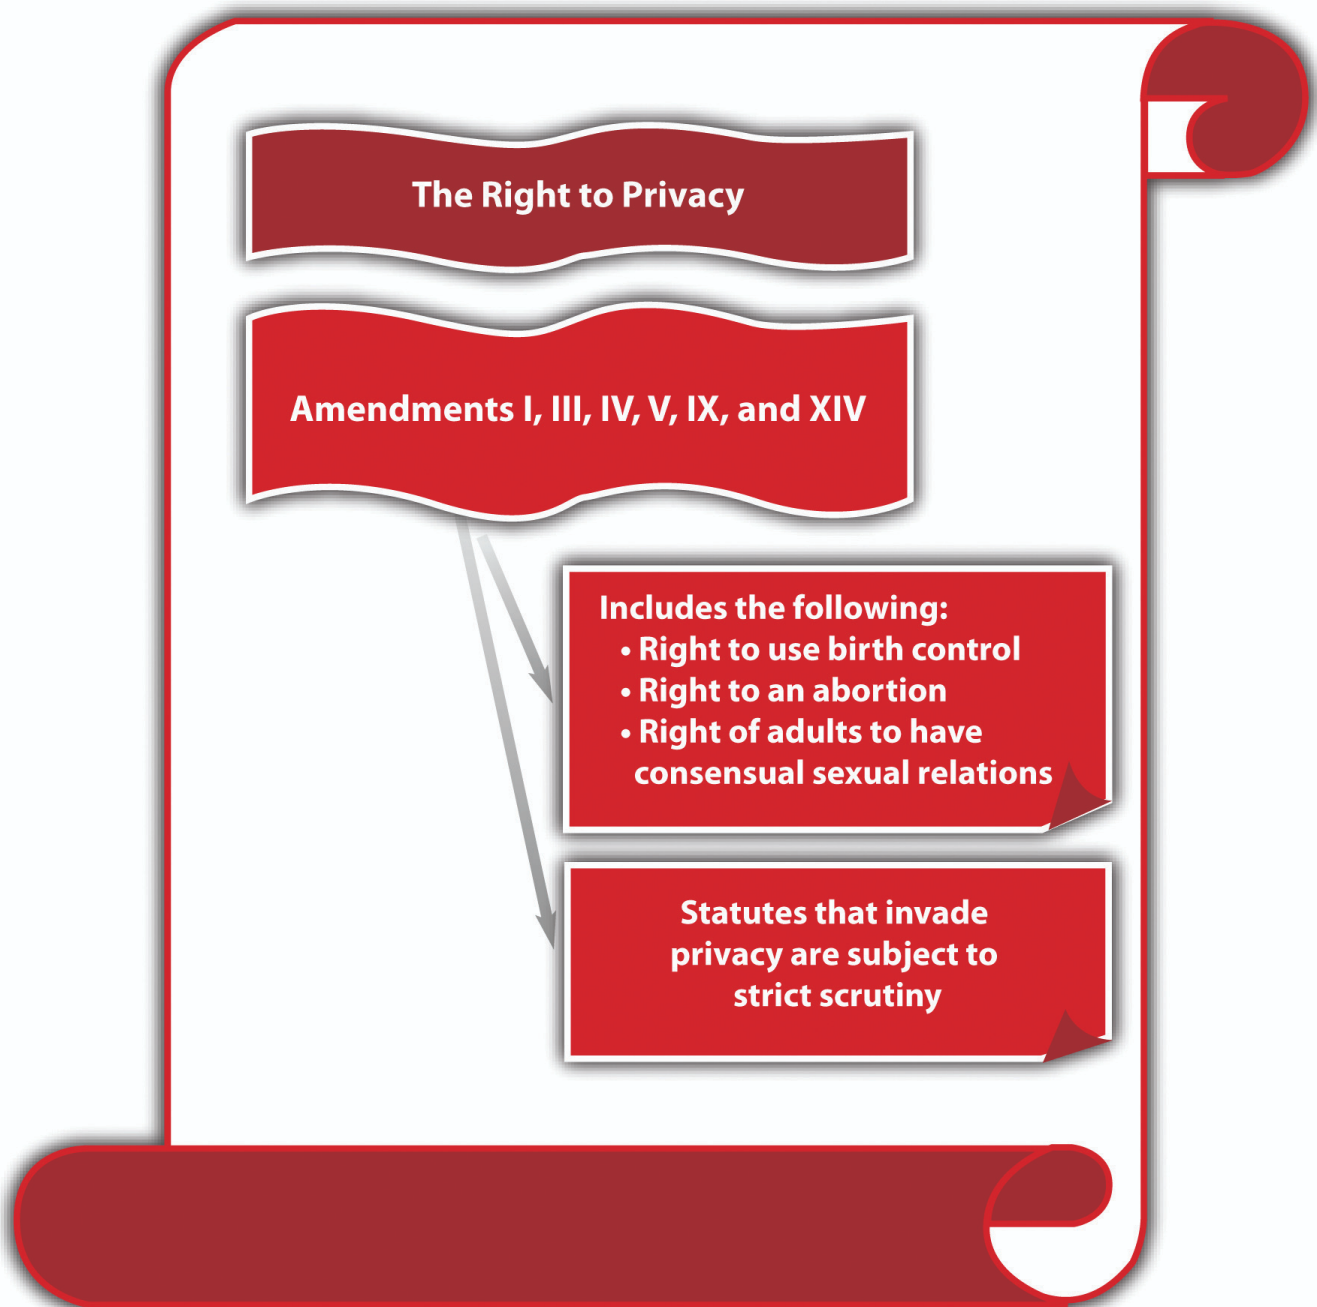 The Right to Privacy
Amendments I, III, IV, V, IX, and XIV
Includes the following:
• Right to use birth control
• Right to an abortion
• Right of adults to have
consensual sexual relations
Statutes that invade
privacy are subject to
strict scrutiny